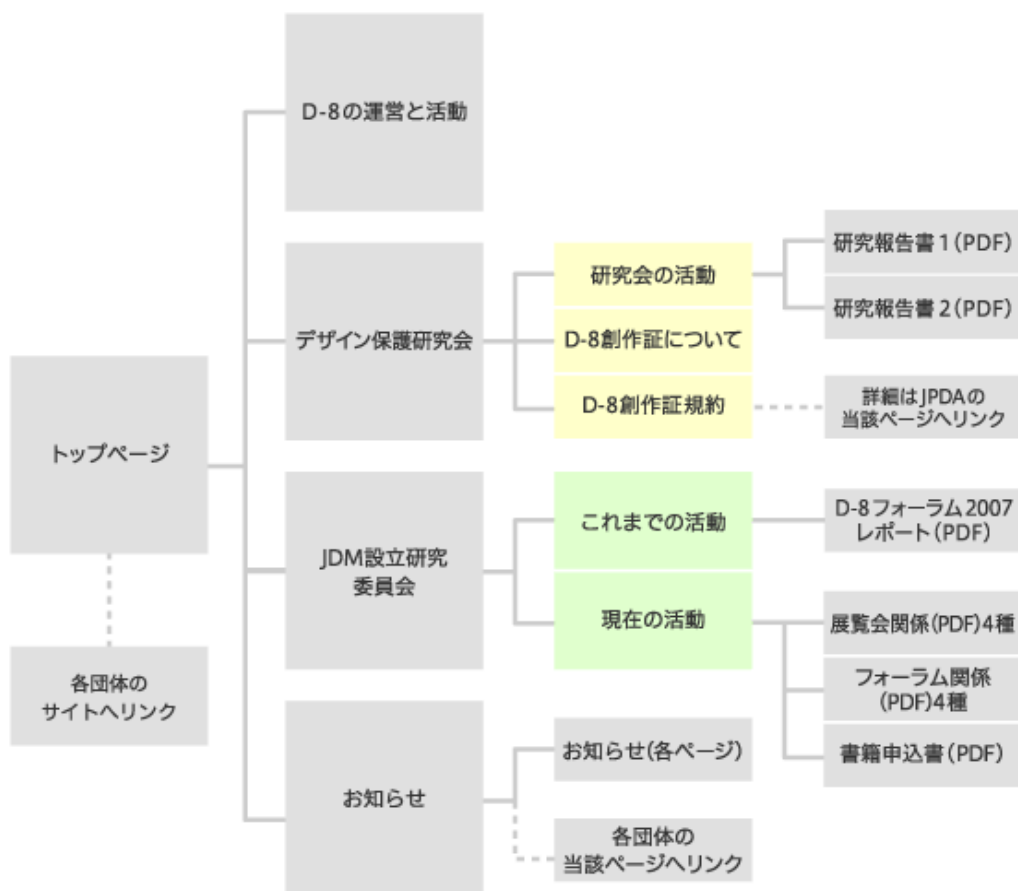 D-8の運営と活動
研究報告書1(PDF)
研究会の活動
研究報告書2(PDF)
デザイン保護研究会
D-8創作証について
D-8創作証規約
詳細はJPDAの
当該ページへリンク
トップページ
これまでの活動
D-8フォーラム2007
レポート(PDF)
JDM設立研究
委員会
現在の活動
展覧会関係(PDF)4種
各団体の
サイトへリンク
フォーラム関係
(PDF)4種
お知らせ(各ページ)
書籍申込書(PDF)
お知らせ
各団体の
当該ページへリンク